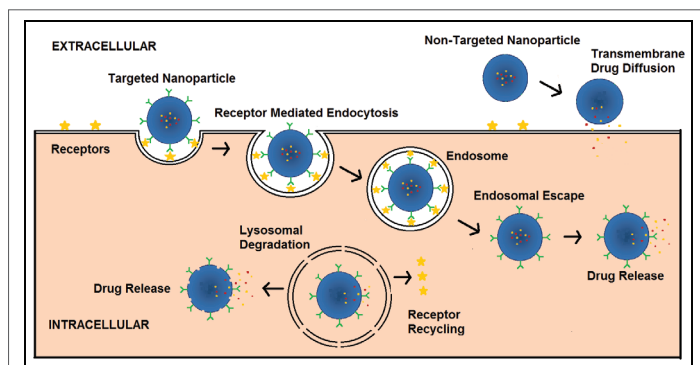 EXTRACELLULAR
Non-Targeted Nanoparticle
Transmembrane
Drug Diffusion
Targeted Nanoparticle
Receptor Mediated Endocytosis
Receptors
Endosome
Endosomal Escape
Lysosomal
Degradation
Drug Release
Drug Release
Receptor
Recycling
INTRACELLULAR